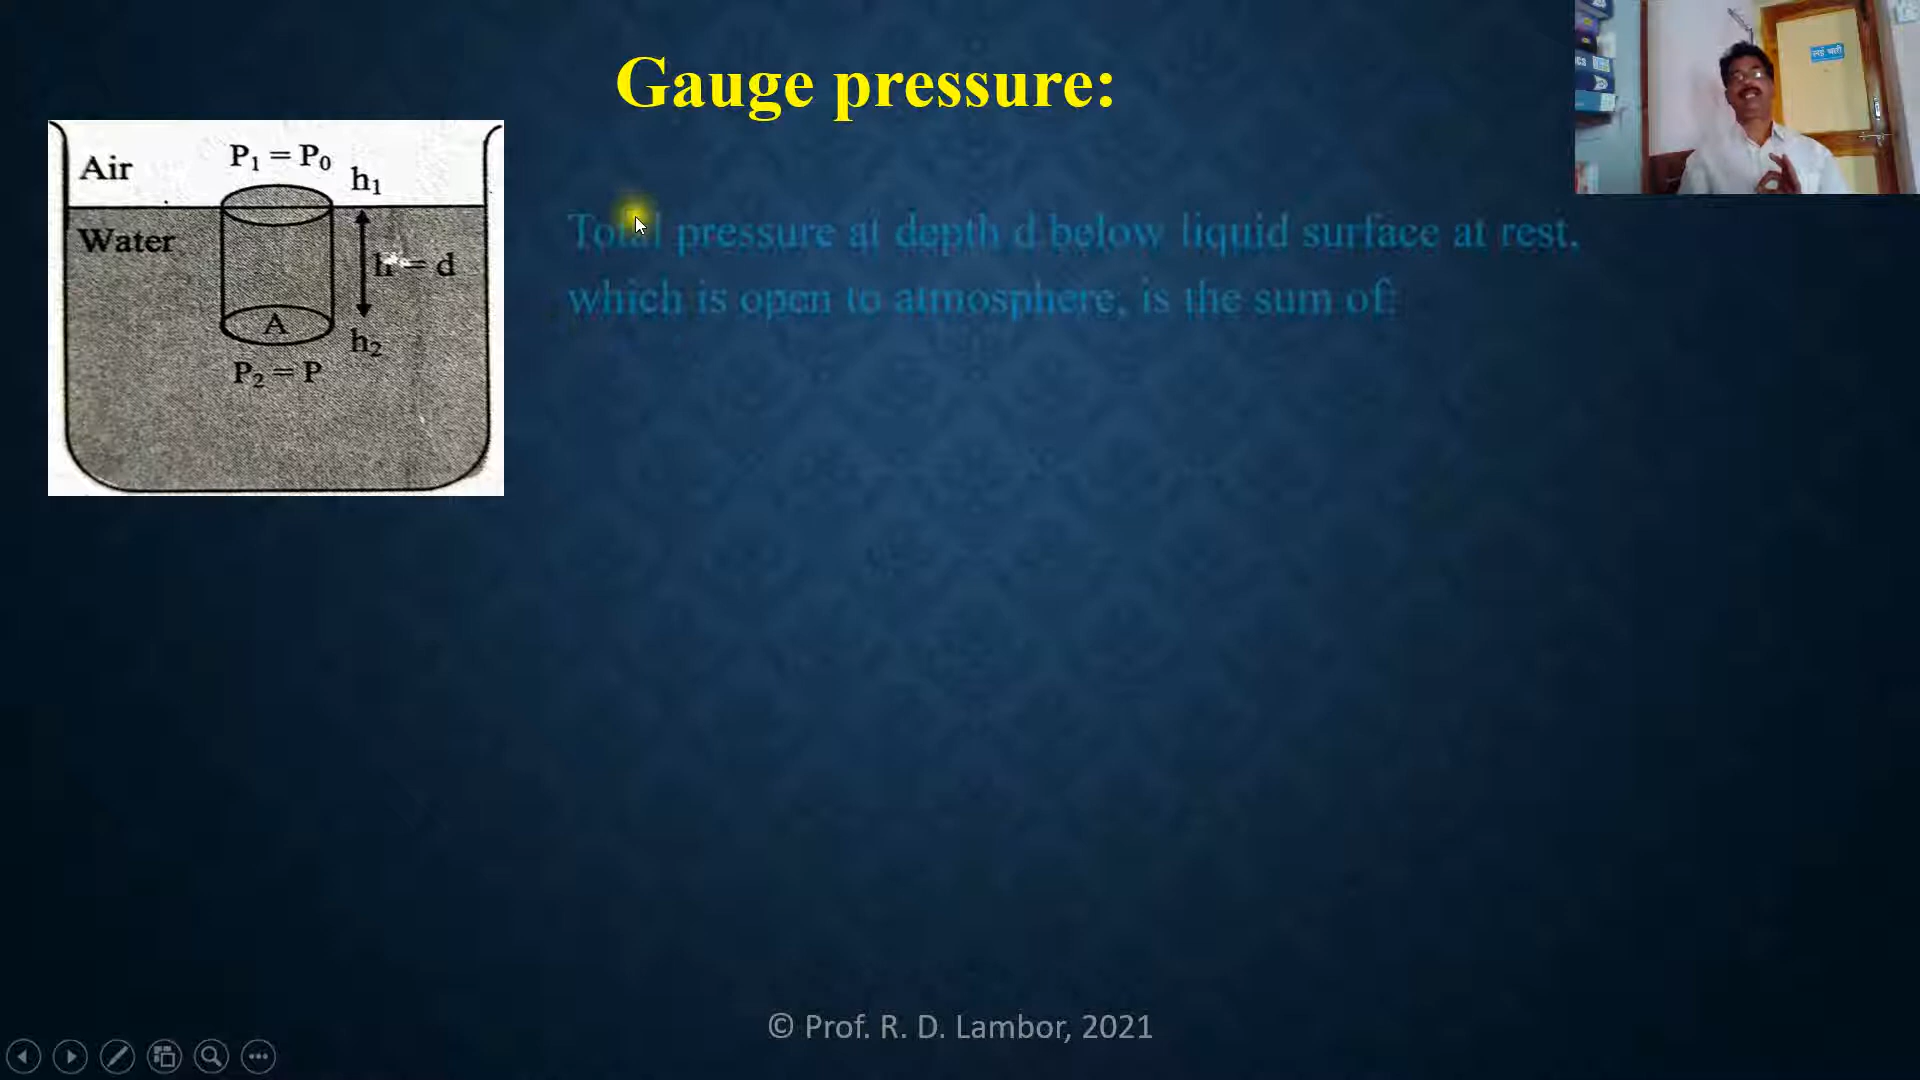 Gauge pressure:
Air
P₁ = P₀
h₁
Water
h = d
A
h₂
P₂ = P
Total pressure at depth d below liquid surface at rest,
which is open to atmosphere, is the sum of:
© Prof. R. D. Lambor, 2021